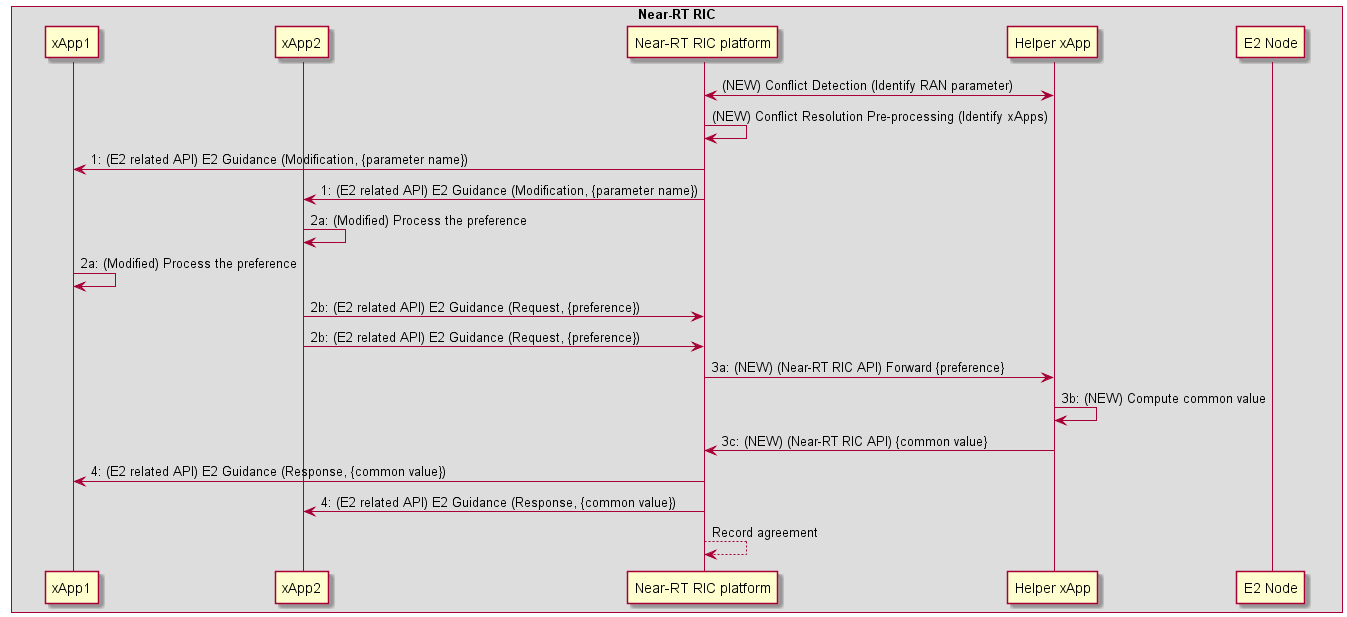 Near-RT RIC
xApp1 xApp2 Near-RT RIC platform Helper xApp E2 Node
(NEW) Conflict Detection (Identify RAN parameter)
(NEW) Conflict Resolution Pre-processing (Identify xApps)
1: (E2 related API) E2 Guidance (Modification, {parameter name})
1: (E2 related API) E2 Guidance (Modification, {parameter name})
2a: (Modified) Process the preference
2a: (Modified) Process the preference
2b: (E2 related API) E2 Guidance (Request, {preference})
2b: (E2 related API) E2 Guidance (Request, {preference})
3a: (NEW) (Near-RT RIC API) Forward {preference}
3b: (NEW) Compute common value
3c: (NEW) (Near-RT RIC API) {common value}
4: (E2 related API) E2 Guidance (Response, {common value})
4: (E2 related API) E2 Guidance (Response, {common value})
Record agreement
xApp1 xApp2 Near-RT RIC platform Helper xApp E2 Node